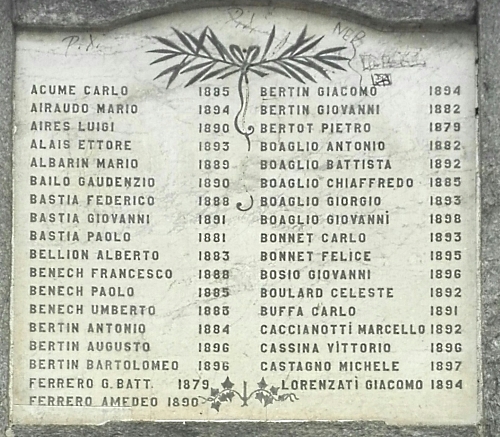 ACUME CARLO 1885
AIRAUDO MARIO 1894
AIRES LUIGI 1890
ALAIS ETTORE 1893
ALBARIN MARIO 1889
BAILO GAUDENZIO 1890
BASTIA FEDERICO 1888
BASTIA GIOVANNI 1891
BASTIA PAOLO 1881
BELLION ALBERTO 1883
BENECH FRANCESCO 1888
BENECH PAOLO 1885
BENECH UMBERTO 1883
BERTIN ANTONIO 1884
BERTIN AUGUSTO 1896
BERTIN BARTOLOMEO 1896
FERRERO G. BATT. 1879
FERRERO AMEDEO 1890
BERTIN GIACOMO 1894
BERTIN GIOVANNI 1882
BERTOT PIETRO 1879
BOAGLIO ANTONIO 1882
BOAGLIO BATTISTA 1892
BOAGLIO CHIAFFREDO 1885
BOAGLIO GIORGIO 1893
BOAGLIO GIOVANNI 1898
BONNET CARLO 1893
BONNET FELICE 1895
BOSIO GIOVANNI 1896
BOULARD CELESTE 1892
BUFFA CARLO 1891
CACCIANOTTI MARCELLO 1892
CASSINA VITTORIO 1896
CASTAGNO MICHELE 1897
LORENZATI GIACOMO 1894